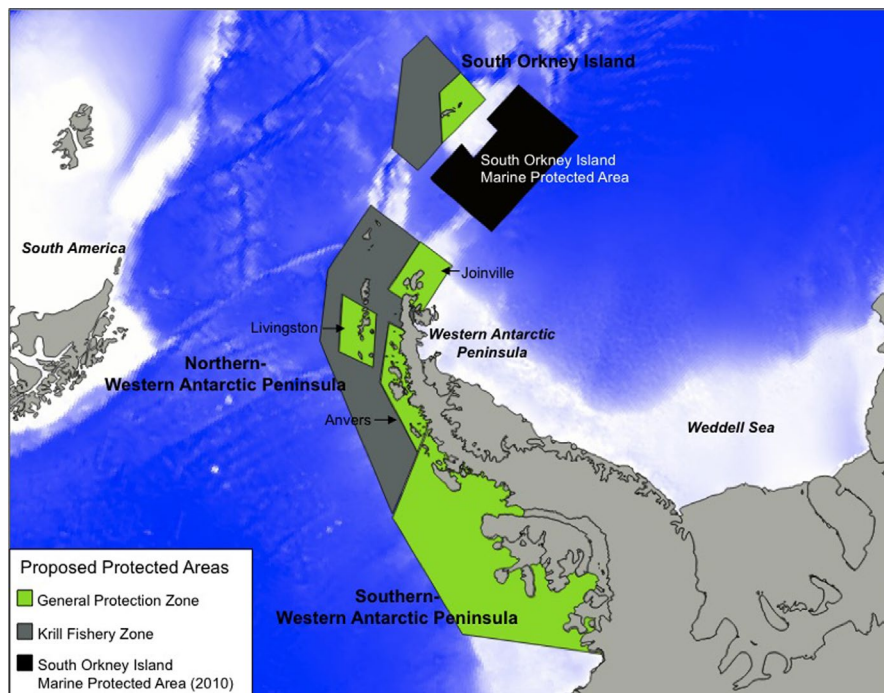 South Orkney Island
South Orkney Island
Marine Protected Area
South America
Joinville
Livingston
Western Antarctic
Peninsula
Northern-
Western Antarctic Peninsula
Anvers
Weddell Sea
Southern-
Western Antarctic Peninsula
Proposed Protected Areas
General Protection Zone
Krill Fishery Zone
South Orkney Island
Marine Protected Area (2010)